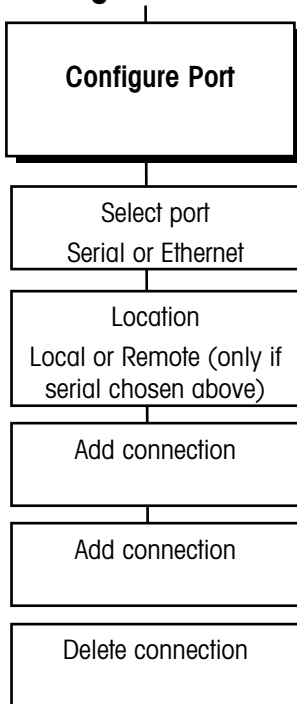 Configure Port
Select port
Serial or Ethernet
Location
Local or Remote (only if
serial chosen above)
Add connection
Add connection
Delete connection